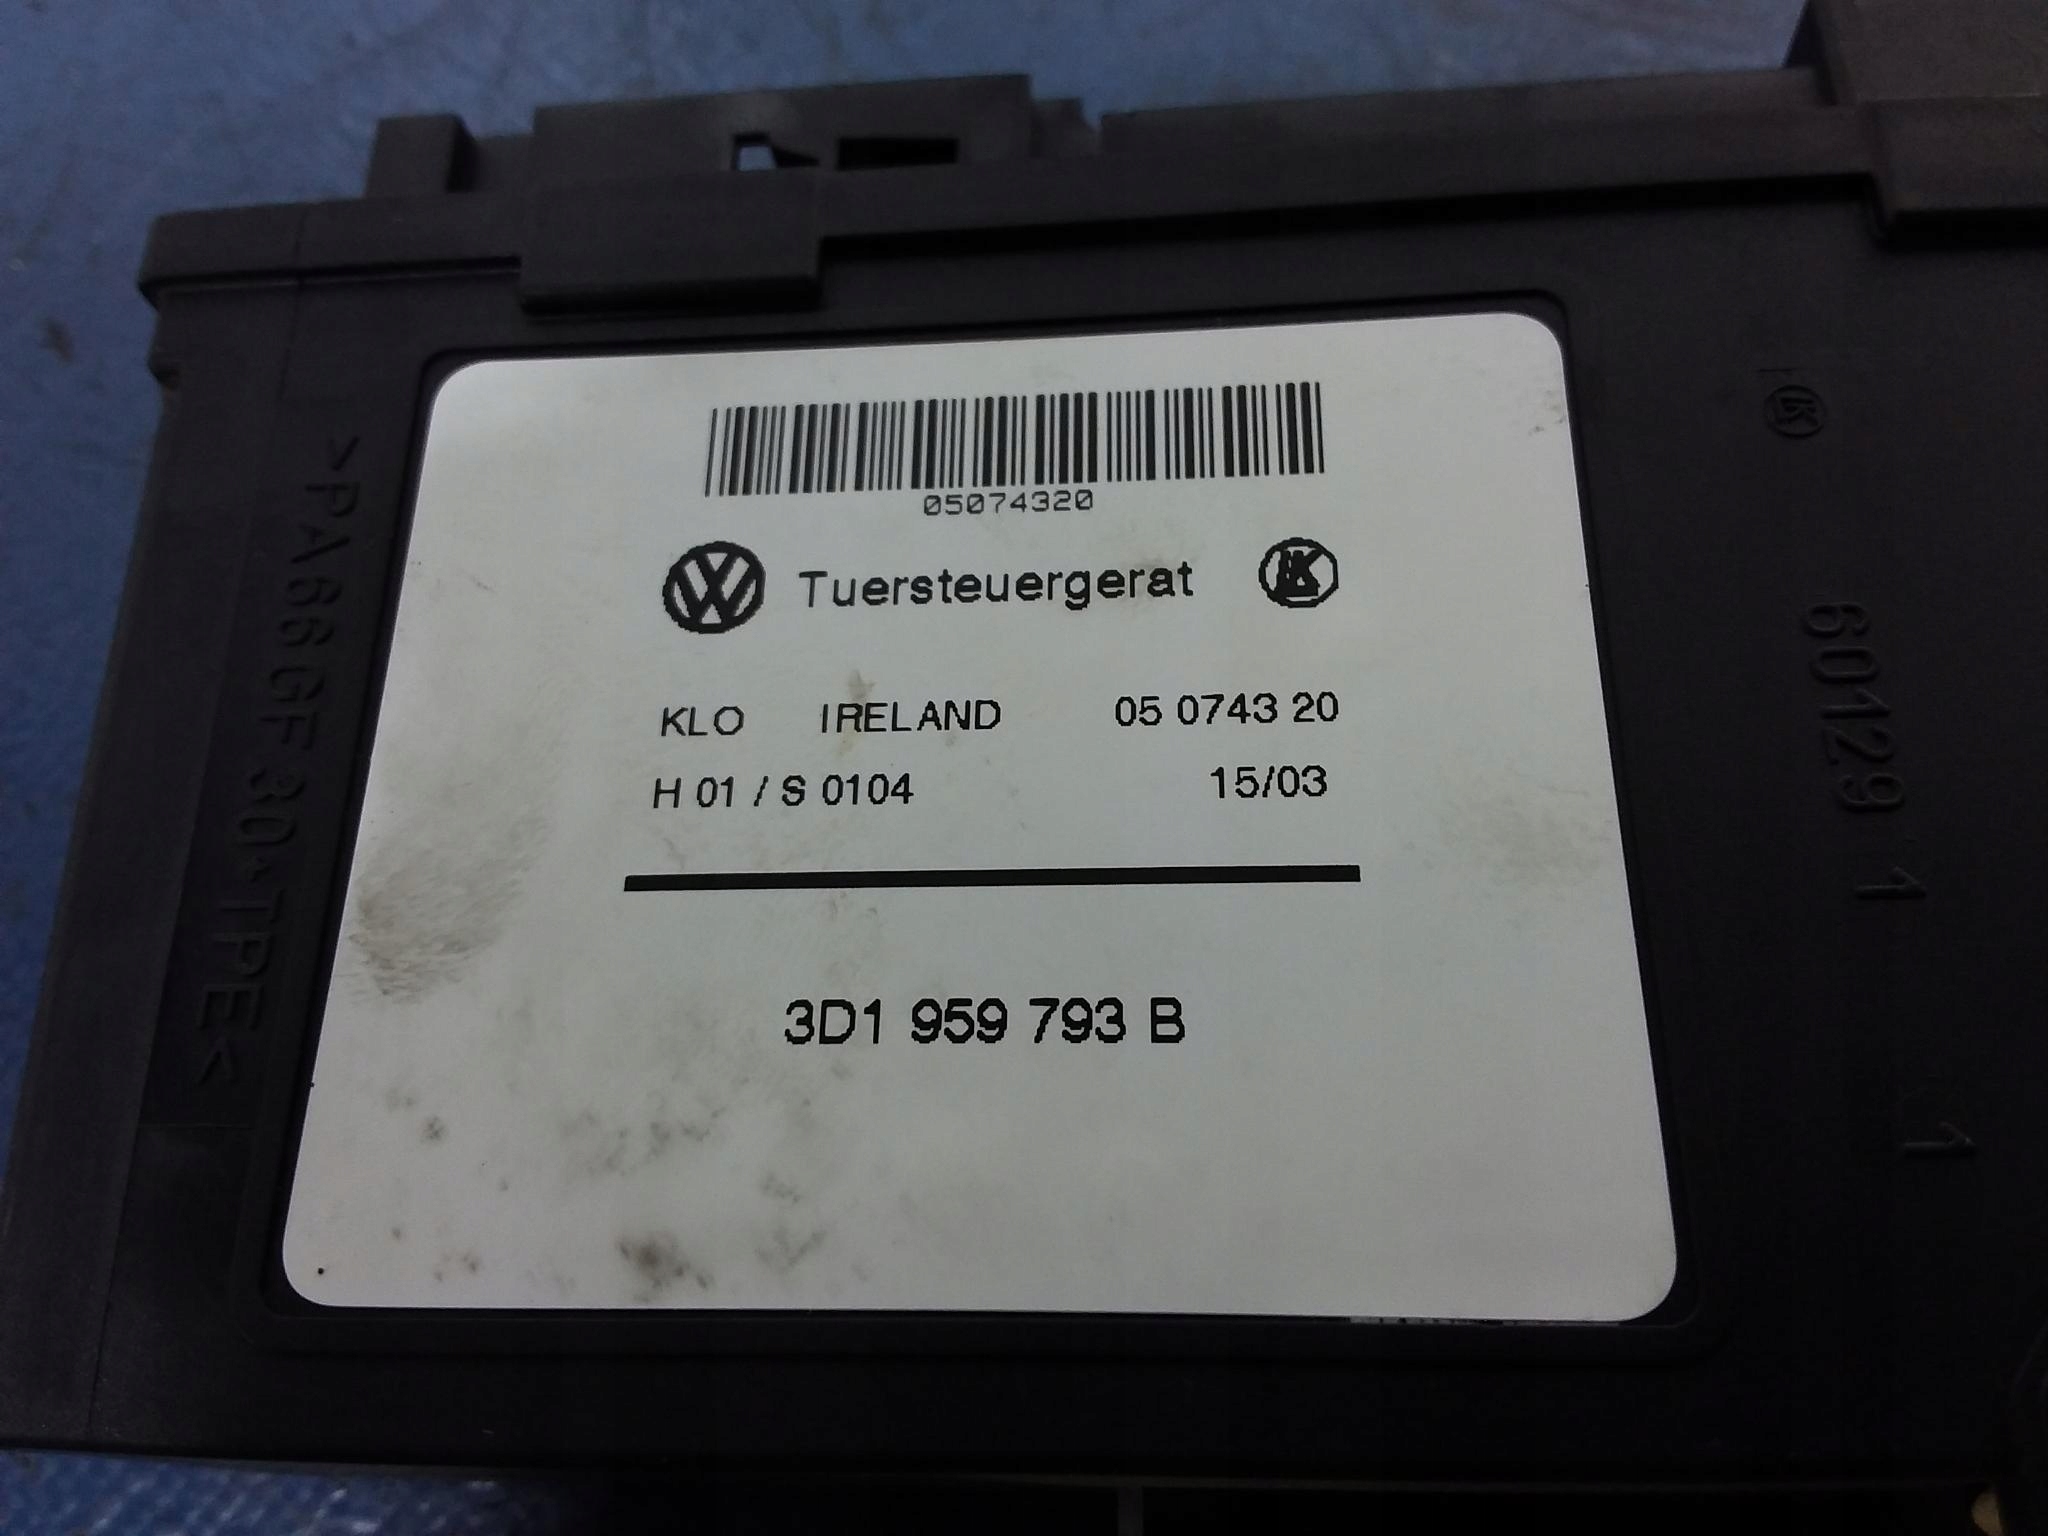 05074320
Tuersteuergerat
KLO IRELAND 05 0743 20
H 01 / S 0104 15/03
3D1 959 793 B
>PA66GF30+TPE<
60129 1
1